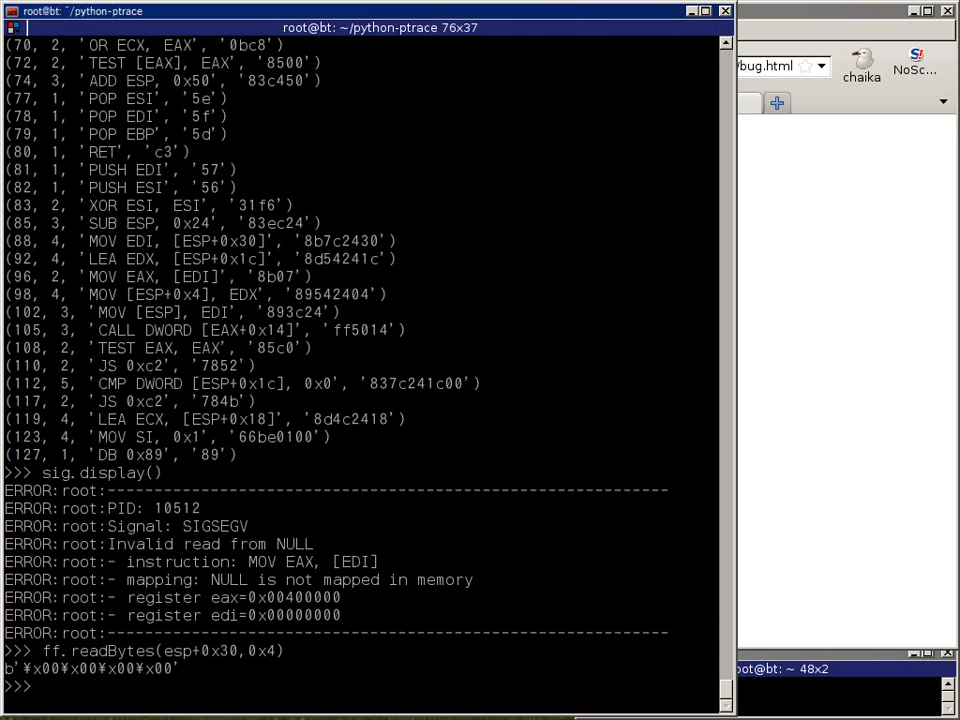 root@bt: ~/python-ptrace
root@bt: ~/python-ptrace 76x37
(70, 2, 'OR ECX, EAX', '0bc8')
(72, 2, 'TEST [EAX], EAX', '8500')
(74, 3, 'ADD ESP, 0x50', '83c450')
(77, 1, 'POP ESI', '5e')
(78, 1, 'POP EDI', '5f')
(79, 1, 'POP EBP', '5d')
(80, 1, 'RET', 'c3')
(81, 1, 'PUSH EDI', '57')
(82, 1, 'PUSH ESI', '56')
(83, 2, 'XOR ESI, ESI', '31f6')
(85, 3, 'SUB ESP, 0x24', '83ec24')
(88, 4, 'MOV EDI, [ESP+0x30]', '8b7c2430')
(92, 4, 'LEA EDX, [ESP+0x1c]', '8d54241c')
(96, 2, 'MOV EAX, [EDI]', '8b07')
(98, 4, 'MOV [ESP+0x4], EDX', '89542404')
(102, 3, 'MOV [ESP], EDI', '893c24')
(105, 3, 'CALL DWORD [EAX+0x14]', 'ff5014')
(108, 2, 'TEST EAX, EAX', '85c0')
(110, 2, 'JS 0xc2', '7852')
(112, 5, 'CMP DWORD [ESP+0x1c], 0x0', '837c241c00')
(117, 2, 'JS 0xc2', '784b')
(119, 4, 'LEA ECX, [ESP+0x18]', '8d4c2418')
(123, 4, 'MOV SI, 0x1', '66be0100')
(127, 1, 'DB 0x89', '89')
>>> sig.display()
ERROR:root:------------------------------------------------------------
ERROR:root:PID: 10512
ERROR:root:Signal: SIGSEGV
ERROR:root:Invalid read from NULL
ERROR:root:- instruction: MOV EAX, [EDI]
ERROR:root:- mapping: NULL is not mapped in memory
ERROR:root:- register eax=0x00400000
ERROR:root:- register edi=0x00000000
ERROR:root:------------------------------------------------------------
>>> ff.readBytes(esp+0x30,0x4)
b'¥x00¥x00¥x00¥x00'
>>>
/bug.html
chaika
NoSc...
oot@bt: ~ 48x2